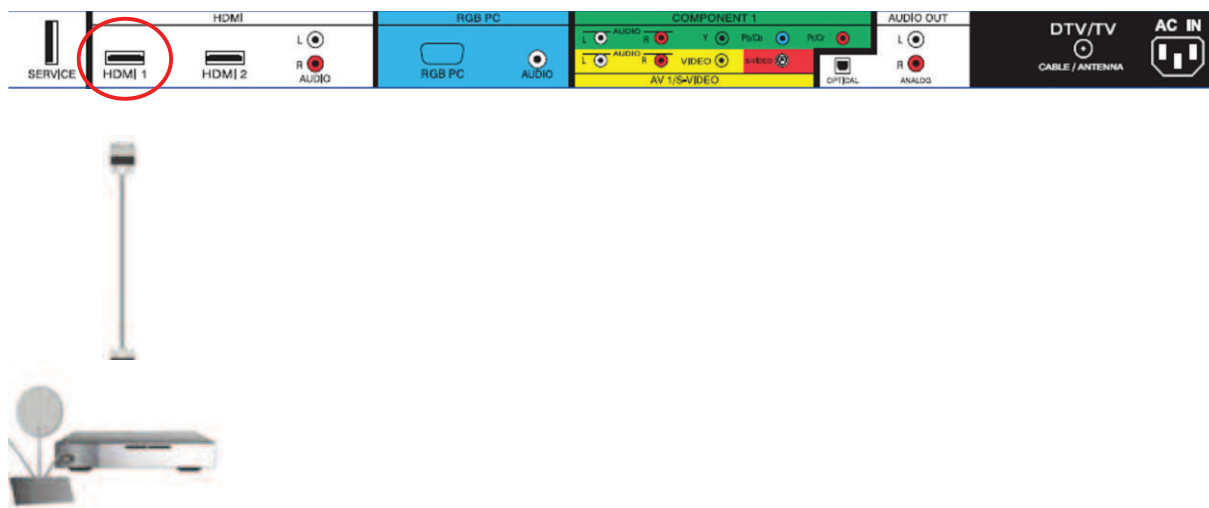 HDMI
RGB PC
COMPONENT 1
AUDIO OUT
DTV/TV
AC IN
L
L AUDIO R
Y
Pb/Cb
Pr/Cr
L
SERVICE
HDMI 1
HDMI 2
R
AUDIO
RGB PC
AUDIO
L AUDIO R
VIDEO
S-VIDEO
OPTICAL
R
ANALOG
CABLE / ANTENNA
AV 1/S-VIDEO